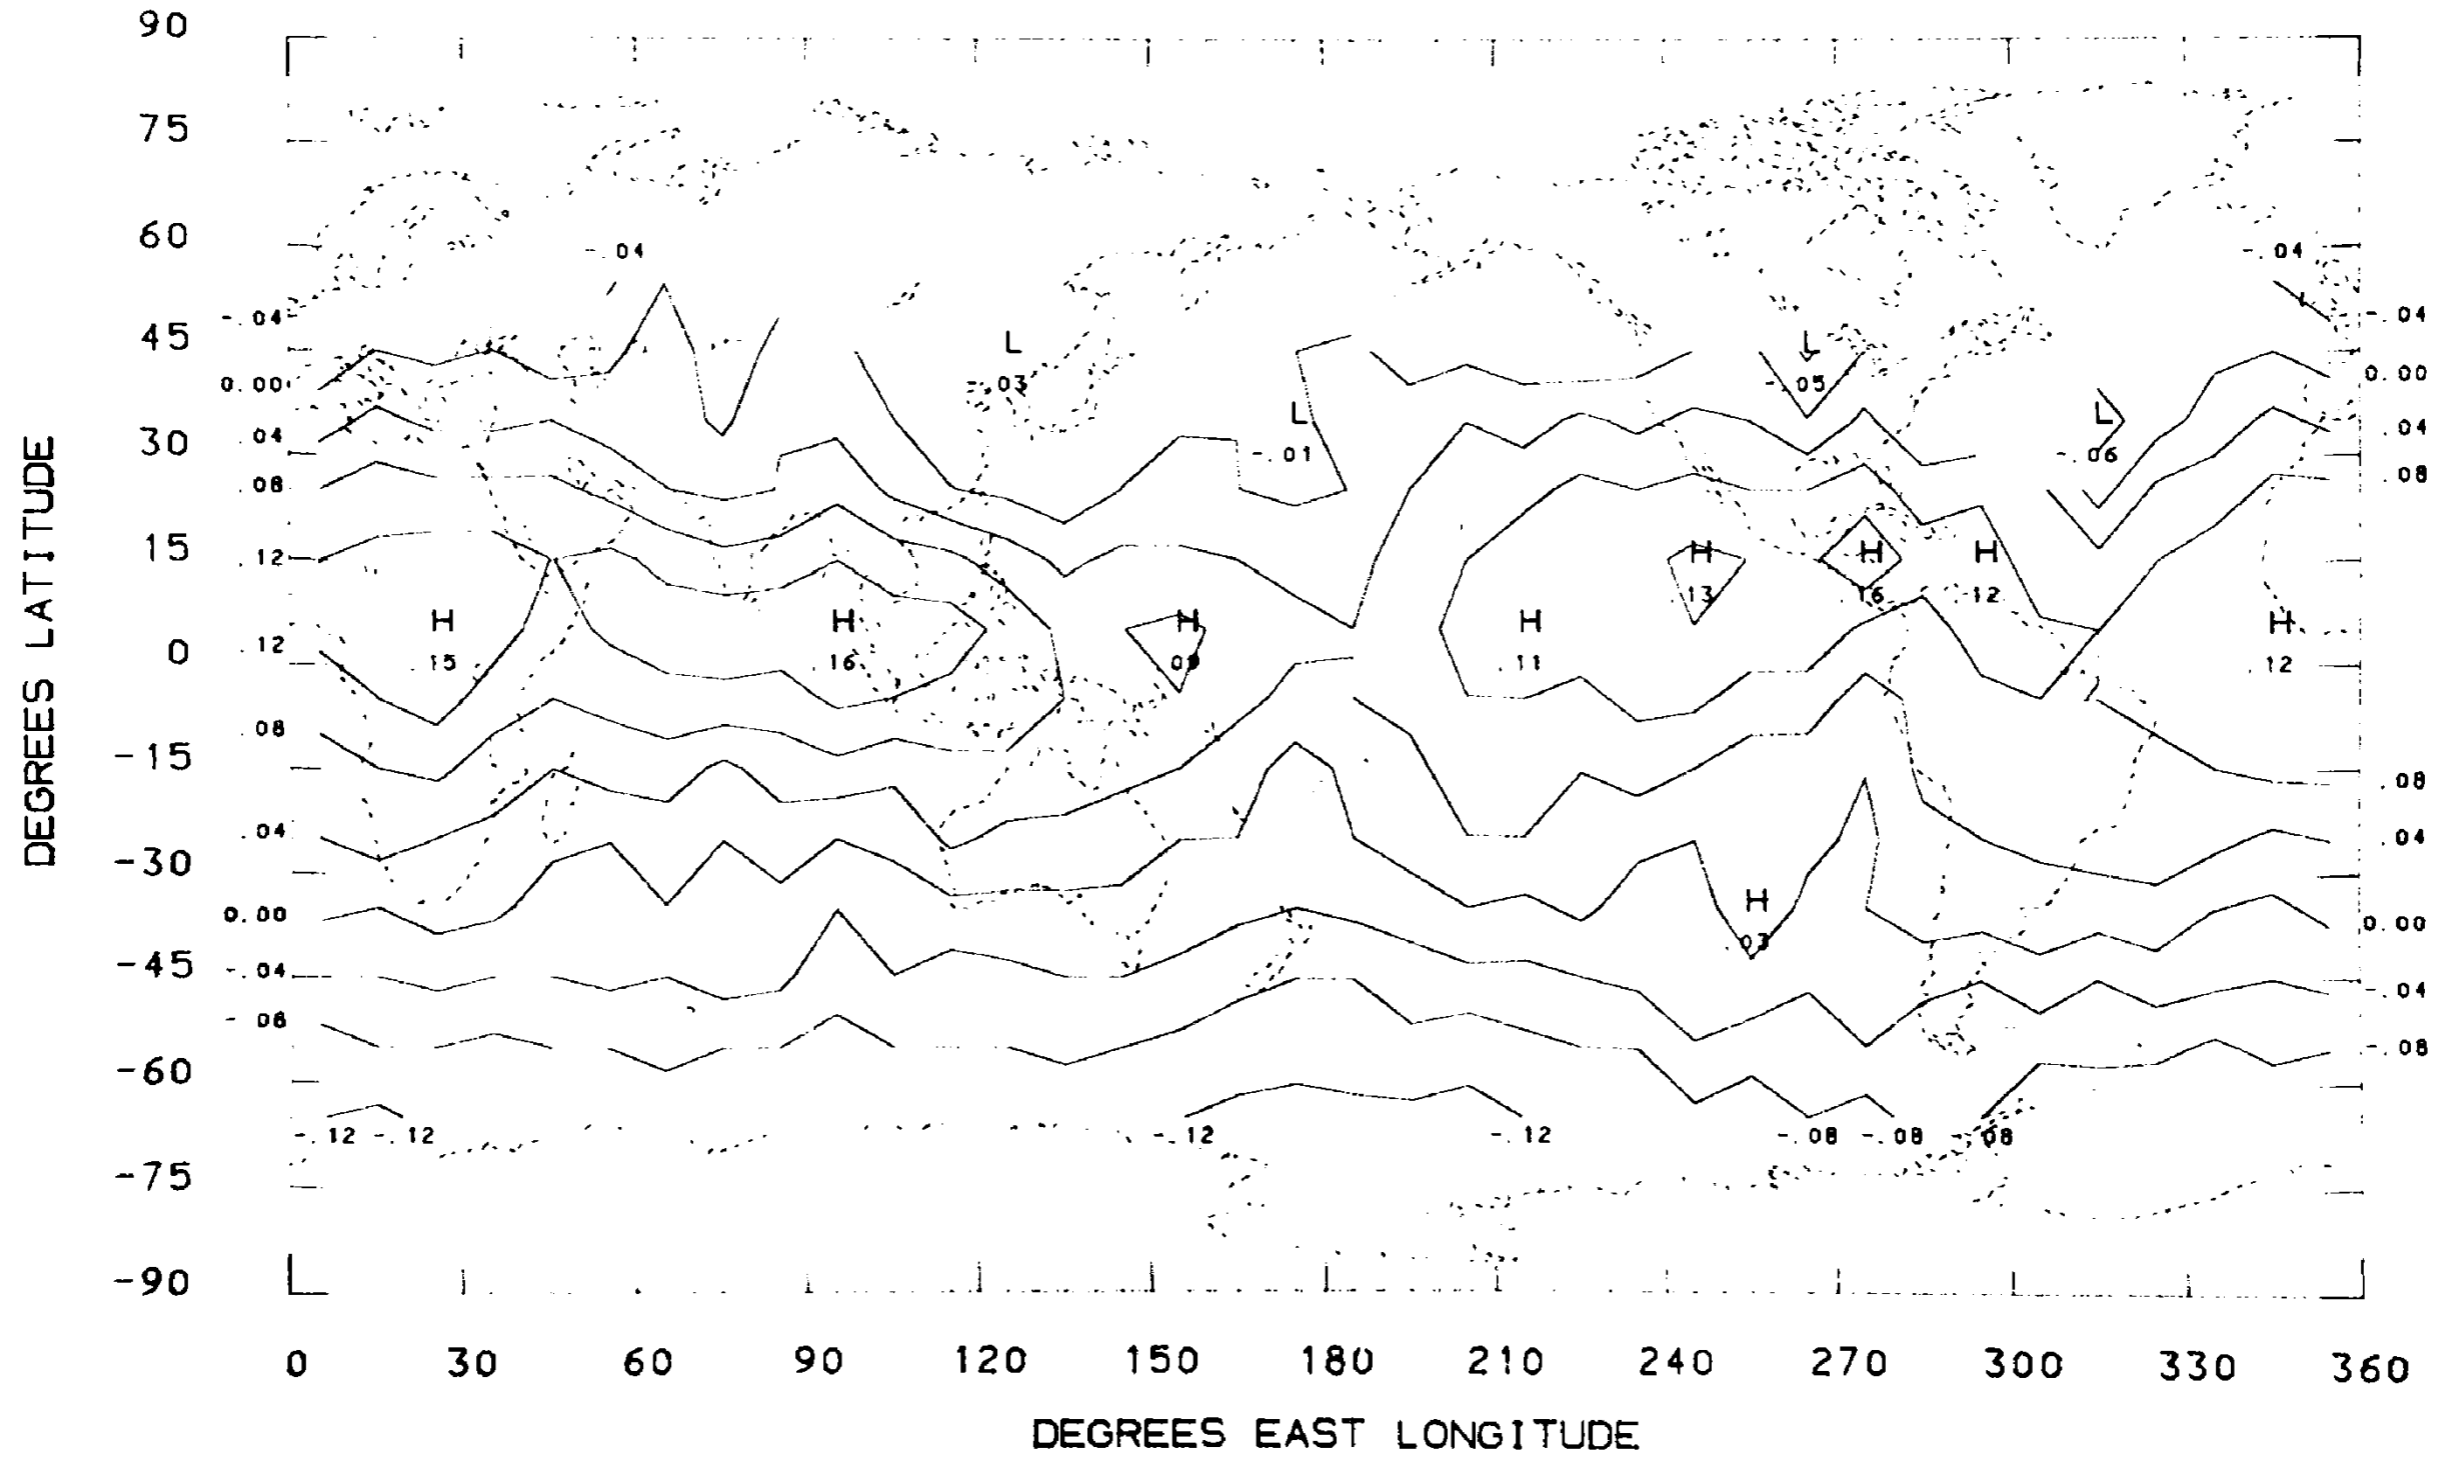 90
75
60
-.04 -.04
45
-.04 L L -.04
0.00 -.03 -.05 0.00
30
.04 L L .04
.08 -.01 -.06 .08
15
.12 H H H
.13 .16 .12
0
.12 H H H H H
.15 .16 .09 .11 .12
-15
.08 .08
.04 .04
-30
0.00 H 0.00
.03
-45
-.04 -.04
-.08 -.08
-60
-.12 -.12 -.12 -.12 -.08 -.08 -.08
-75
-90
0 30 60 90 120 150 180 210 240 270 300 330 360
DEGREES LATITUDE
DEGREES EAST LONGITUDE